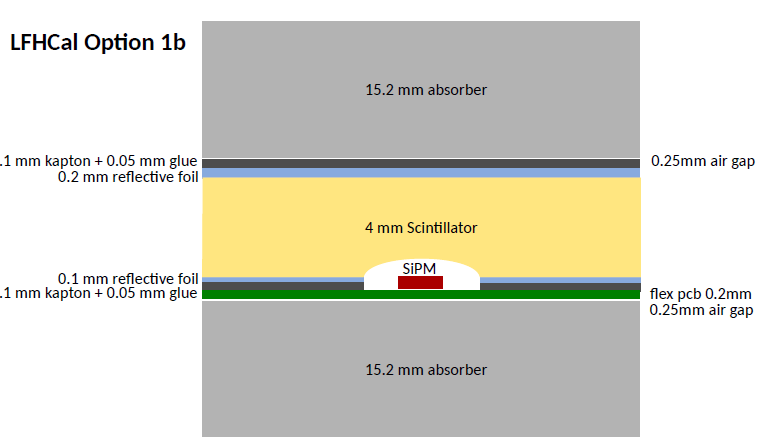 LFHCal Option 1b
15.2 mm absorber
.1 mm kapton + 0.05 mm glue
0.25mm air gap
0.2 mm reflective foil
4 mm Scintillator
SiPM
0.1 mm reflective foil
.1 mm kapton + 0.05 mm glue
flex pcb 0.2mm
0.25mm air gap
15.2 mm absorber